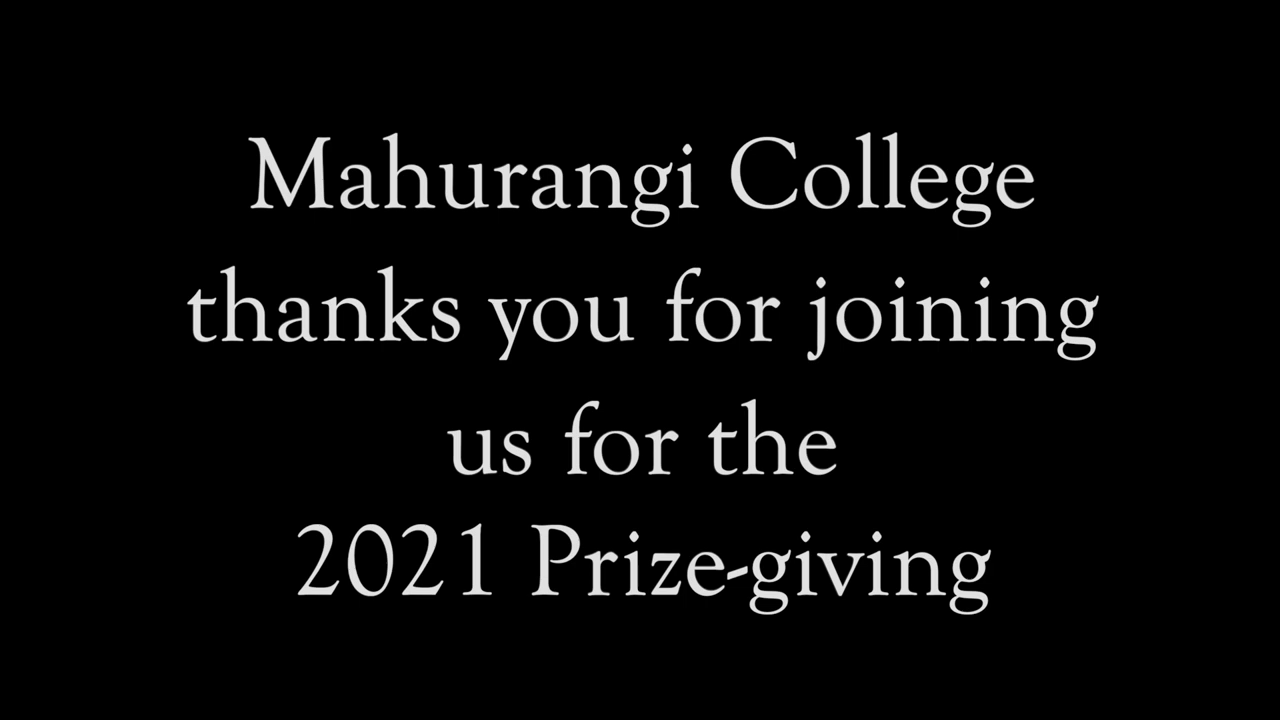 Mahurangi College
thanks you for joining
us for the
2021 Prize-giving